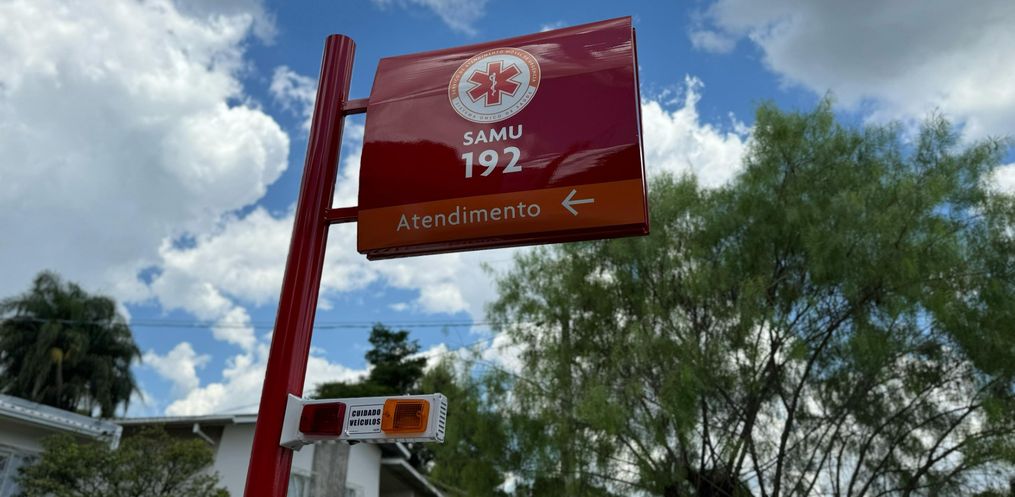 SAMU
192
Atendimento
CUIDADO
VEÍCULOS